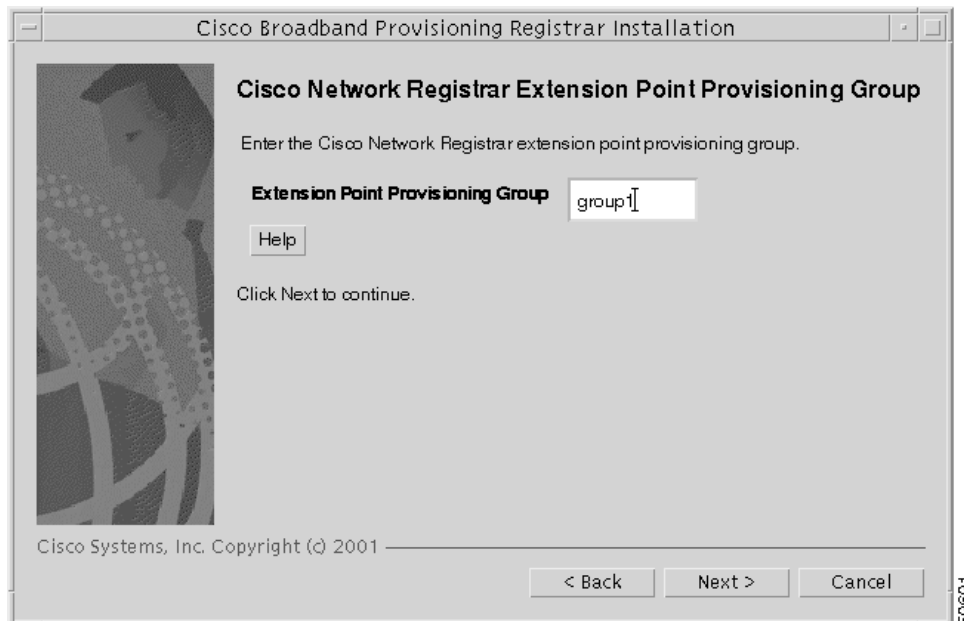 Cisco Broadband Provisioning Registrar Installation
Cisco Network Registrar Extension Point Provisioning Group
Enter the Cisco Network Registrar extension point provisioning group.
Extension Point Provisioning Group
group1
Help
Click Next to continue.
Cisco Systems, Inc. Copyright (c) 2001
< Back
Next >
Cancel